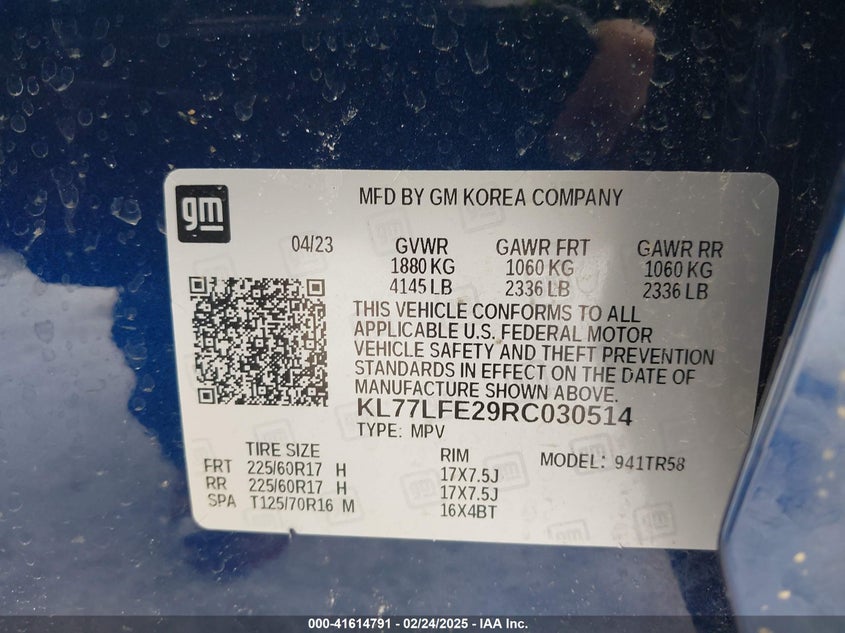 gm
MFD BY GM KOREA COMPANY
04/23 GVWR GAWR FRT GAWR RR
1880 KG 1060 KG 1060 KG
4145 LB 2336 LB 2336 LB
THIS VEHICLE CONFORMS TO ALL
APPLICABLE U.S. FEDERAL MOTOR
VEHICLE SAFETY AND THEFT PREVENTION
STANDARDS IN EFFECT ON THE DATE OF
MANUFACTURE SHOWN ABOVE.
KL77LFE29RC030514
TYPE: MPV
TIRE SIZE RIM MODEL: 941TR58
FRT 225/60R17 H 17X7.5J
RR 225/60R17 H 17X7.5J
SPA T125/70R16 M 16X4BT
000-41614791 - 02/24/2025 - IAA Inc.